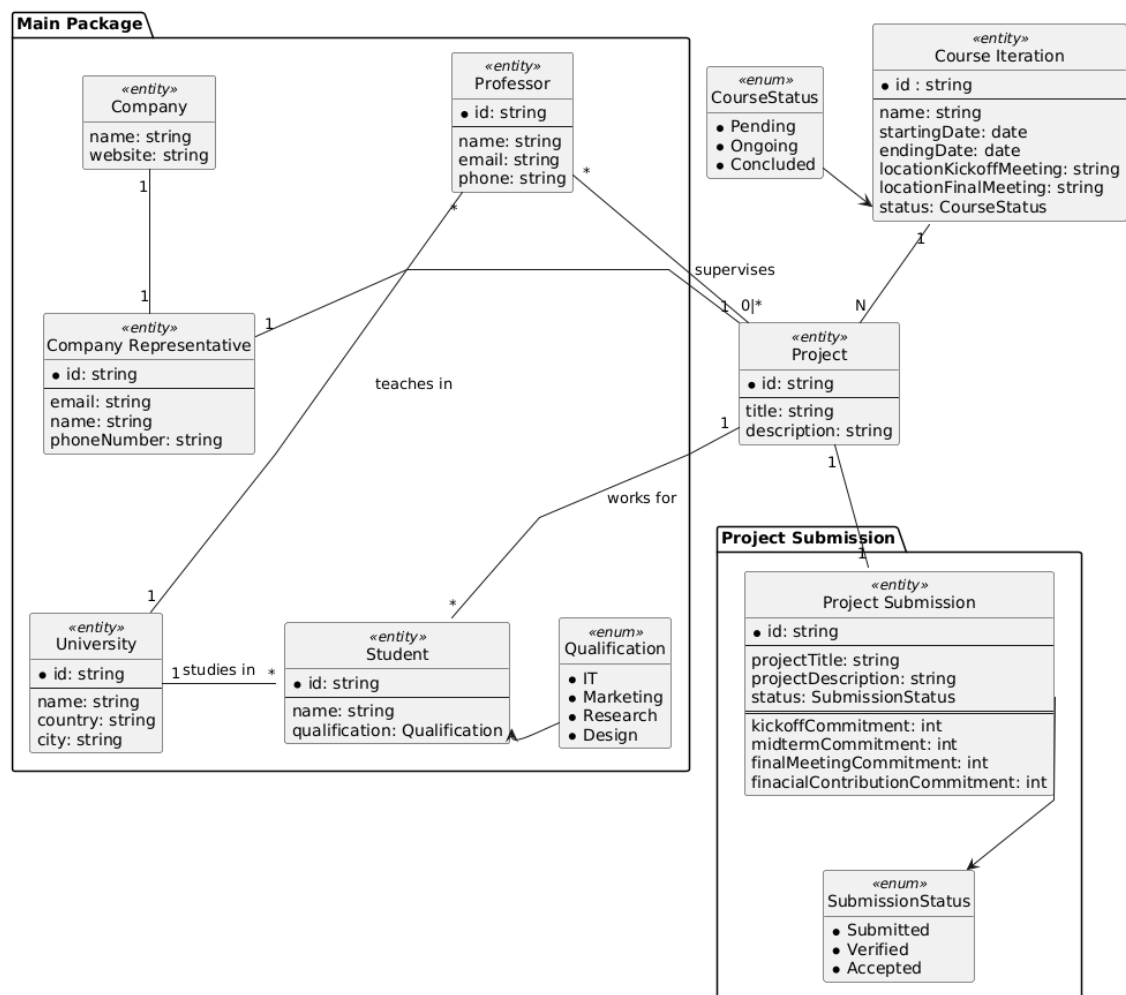 Main Package
«entity»
Company
name: string
website: string
1
1
«entity»
Professor
* id: string
name: string
email: string
phone: string
*
*
«enum»
CourseStatus
* Pending
* Ongoing
* Concluded
«entity»
Course Iteration
* id : string
name: string
startingDate: date
endingDate: date
locationKickoffMeeting: string
locationFinalMeeting: string
status: CourseStatus
1
supervises
1
0|*
N
«entity»
Company Representative
* id: string
email: string
name: string
phoneNumber: string
1
teaches in
«entity»
Project
* id: string
title: string
description: string
1
1
works for
1
*
«entity»
University
* id: string
name: string
country: string
city: string
1
studies in
*
«entity»
Student
* id: string
name: string
qualification: Qualification
«enum»
Qualification
* IT
* Marketing
* Research
* Design
Project Submission
1
«entity»
Project Submission
* id: string
projectTitle: string
projectDescription: string
status: SubmissionStatus
kickoffCommitment: int
midtermCommitment: int
finalMeetingCommitment: int
finacialContributionCommitment: int
«enum»
SubmissionStatus
* Submitted
* Verified
* Accepted